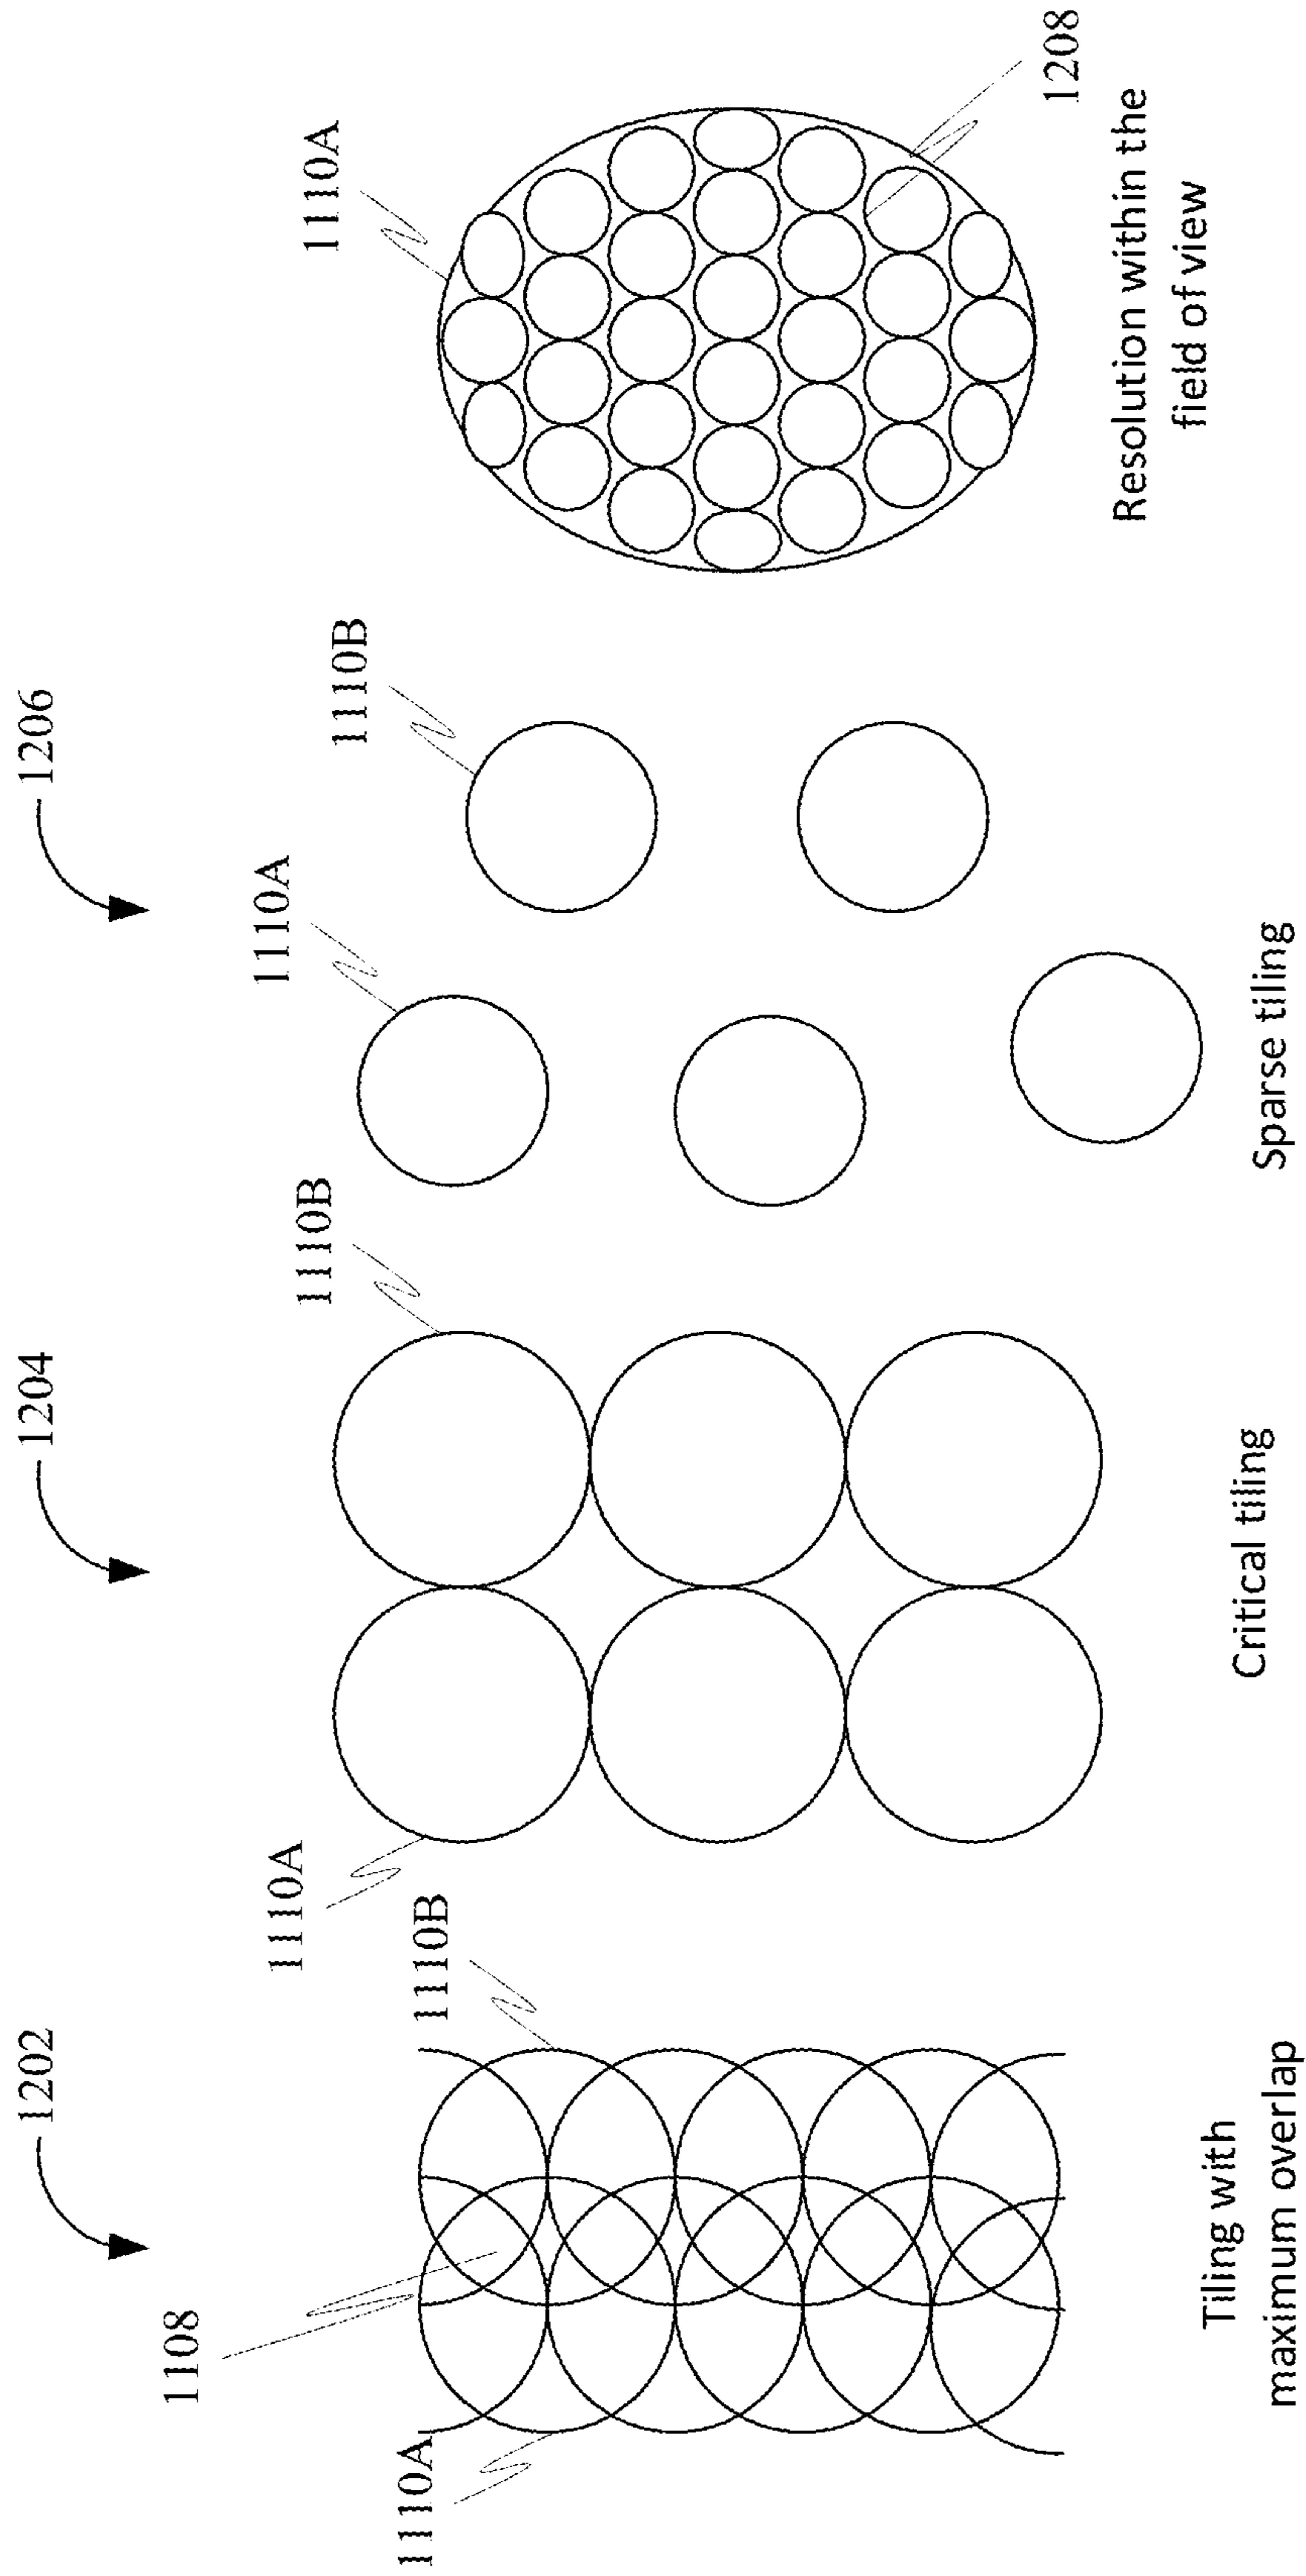 1202
1204
1206
1108
1110A
1110B
1110A
1110B
1110A
1110B
1110A
1208
Tiling with
maximum overlap
Critical tiling
Sparse tiling
Resolution within the
field of view